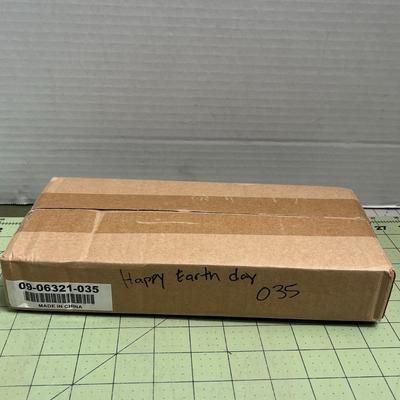 09-06321-035
MADE IN CHINA
Happy Earth day
035